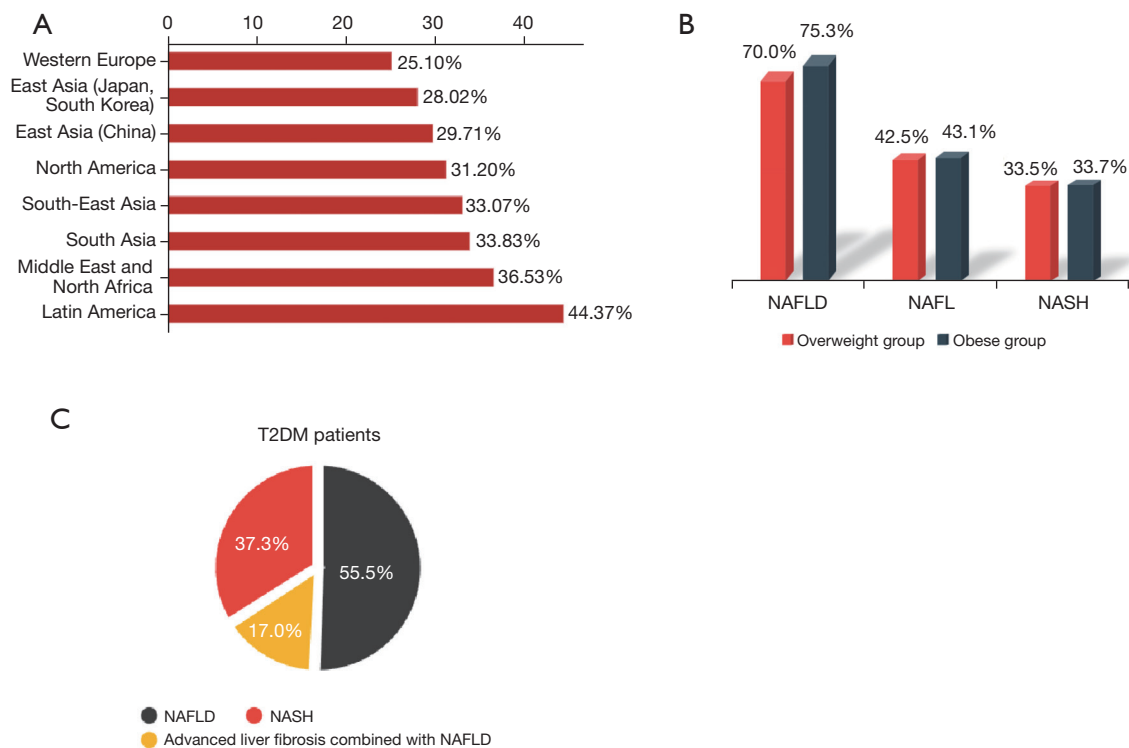 A
0 10 20 30 40
Western Europe 25.10%
East Asia (Japan,
South Korea) 28.02%
East Asia (China) 29.71%
North America 31.20%
South-East Asia 33.07%
South Asia 33.83%
Middle East and
North Africa 36.53%
Latin America 44.37%
B
70.0% 75.3%
42.5% 43.1%
33.5% 33.7%
NAFLD NAFL NASH
Overweight group Obese group
C
T2DM patients
37.3%
55.5%
17.0%
NAFLD NASH
Advanced liver fibrosis combined with NAFLD